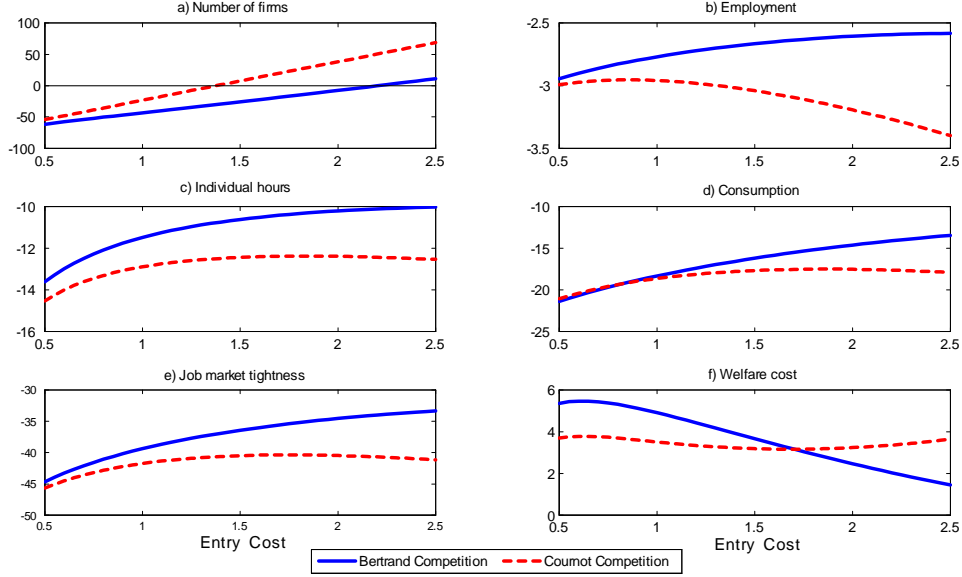 a) Number of firms
100
50
0
-50
-100
0.5 1 1.5 2 2.5
b) Employment
-2.5
-3
-3.5
0.5 1 1.5 2 2.5
c) Individual hours
-10
-12
-14
-16
0.5 1 1.5 2 2.5
d) Consumption
-10
-15
-20
-25
0.5 1 1.5 2 2.5
e) Job market tightness
-30
-35
-40
-45
-50
0.5 1 1.5 2 2.5
Entry Cost
f) Welfare cost
6
4
2
0
0.5 1 1.5 2 2.5
Entry Cost
Bertrand Competition Cournot Competition